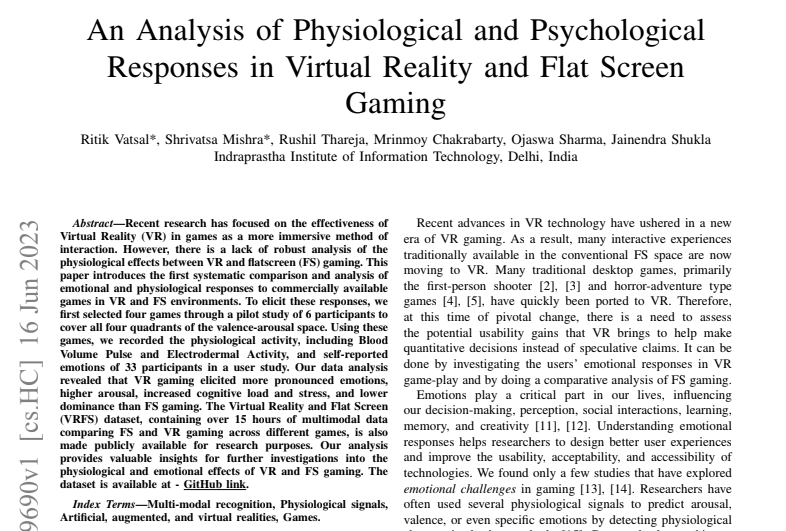 An Analysis of Physiological and Psychological
Responses in Virtual Reality and Flat Screen
Gaming
Ritik Vatsal*, Shrivatsa Mishra*, Rushil Thareja, Mrinmoy Chakrabarty, Ojaswa Sharma, Jainendra Shukla
Indraprastha Institute of Information Technology, Delhi, India
9690v1 [cs.HC] 16 Jun 2023
Abstract—Recent research has focused on the effectiveness of
Virtual Reality (VR) in games as a more immersive method of
interaction. However, there is a lack of robust analysis of the
physiological effects between VR and flatscreen (FS) gaming. This
paper introduces the first systematic comparison and analysis of
emotional and physiological responses to commercially available
games in VR and FS environments. To elicit these responses, we
first selected four games through a pilot study of 6 participants to
cover all four quadrants of the valence-arousal space. Using these
games, we recorded the physiological activity, including Blood
Volume Pulse and Electrodermal Activity, and self-reported
emotions of 33 participants in a user study. Our data analysis
revealed that VR gaming elicited more pronounced emotions,
higher arousal, increased cognitive load and stress, and lower
dominance than FS gaming. The Virtual Reality and Flat Screen
(VRFS) dataset, containing over 15 hours of multimodal data
comparing FS and VR gaming across different games, is also
made publicly available for research purposes. Our analysis
provides valuable insights for further investigations into the
physiological and emotional effects of VR and FS gaming. The
dataset is available at - GitHub link.
Index Terms—Multi-modal recognition, Physiological signals,
Artificial, augmented, and virtual realities, Games.
Recent advances in VR technology have ushered in a new
era of VR gaming. As a result, many interactive experiences
traditionally available in the conventional FS space are now
moving to VR. Many traditional desktop games, primarily
the first-person shooter [2], [3] and horror-adventure type
games [4], [5], have quickly been ported to VR. Therefore,
at this time of pivotal change, there is a need to assess
the potential usability gains that VR brings to help make
quantitative decisions instead of speculative claims. It can be
done by investigating the users' emotional responses in VR
game-play and by doing a comparative analysis of FS gaming.
Emotions play a critical part in our lives, influencing
our decision-making, perception, social interactions, learning,
memory, and creativity [11], [12]. Understanding emotional
responses helps researchers to design better user experiences
and improve the usability, acceptability, and accessibility of
technologies. We found only a few studies that have explored
emotional challenges in gaming [13], [14]. Researchers have
often used several physiological signals to predict arousal,
valence, or even specific emotions by detecting physiological